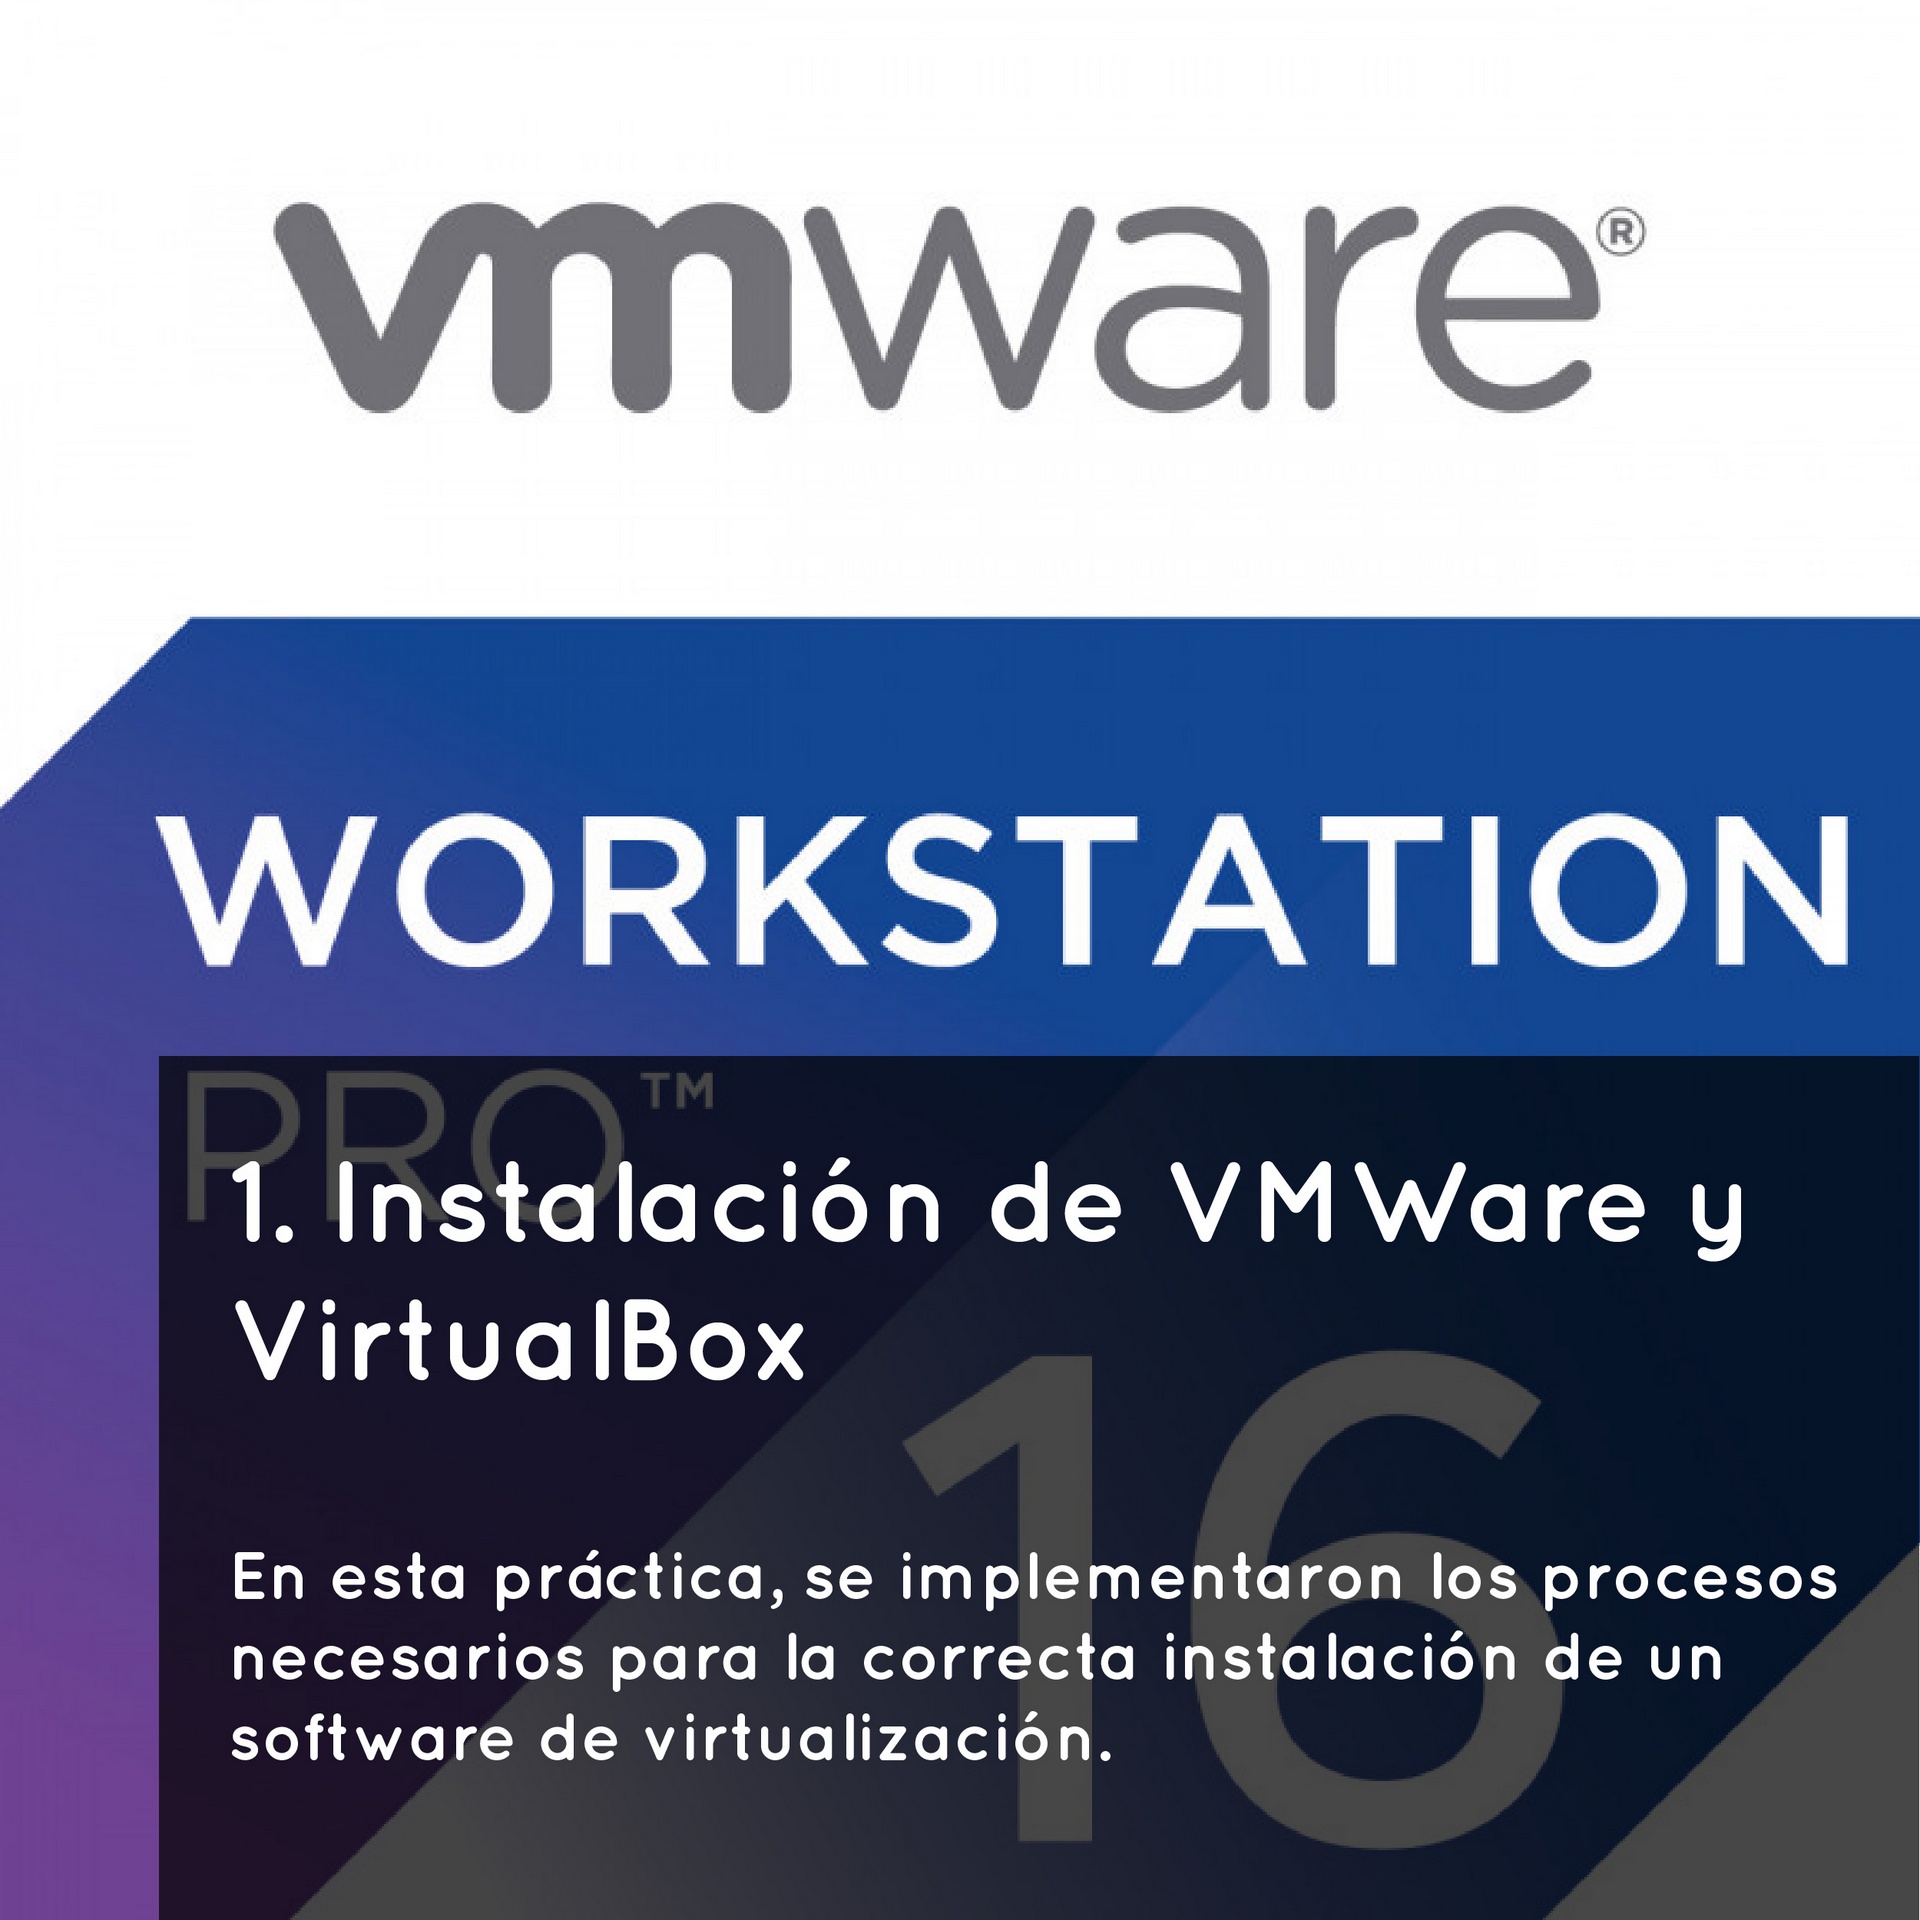 vmware®
WORKSTATION
PRO™
1. Instalación de VMWare y
VirtualBox
16
En esta práctica, se implementaron los procesos
necesarios para la correcta instalación de un
software de virtualización.